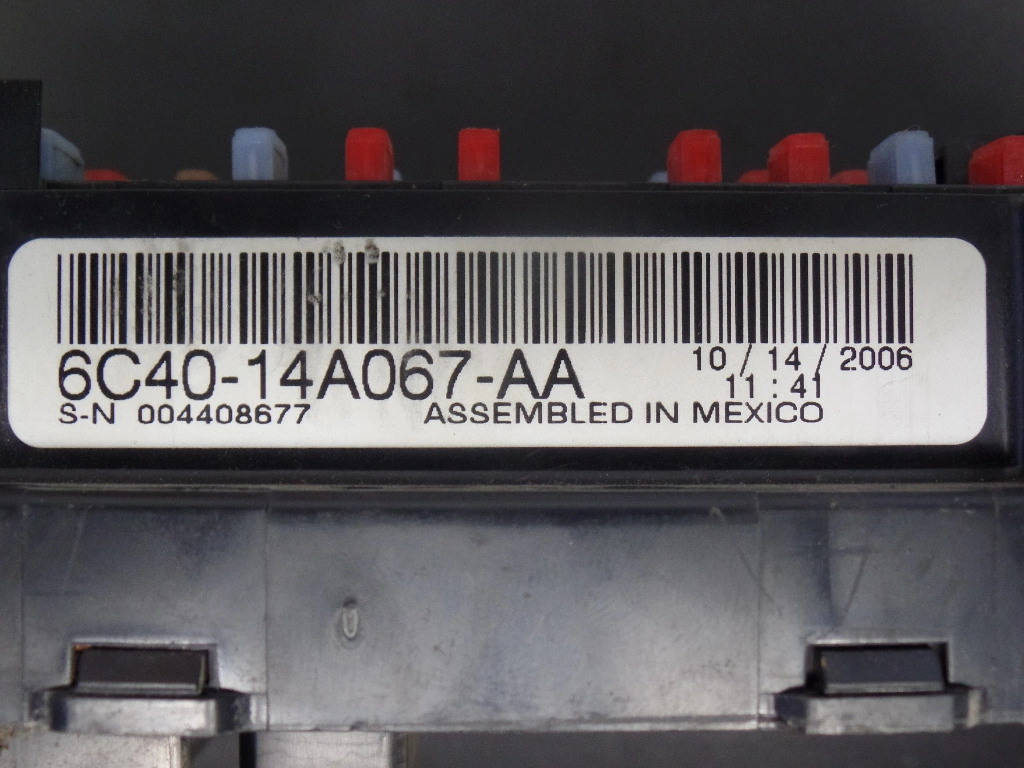 6C40-14A067-AA
10 / 14 / 2006
11 : 41
S-N 004408677
ASSEMBLED IN MEXICO